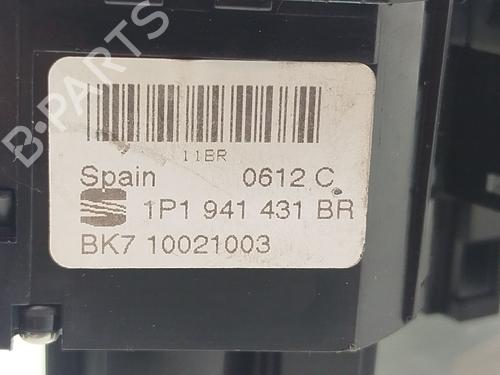 B-PARTS
11BR
Spain 0612 C
1P1 941 431 BR
BK7 10021003